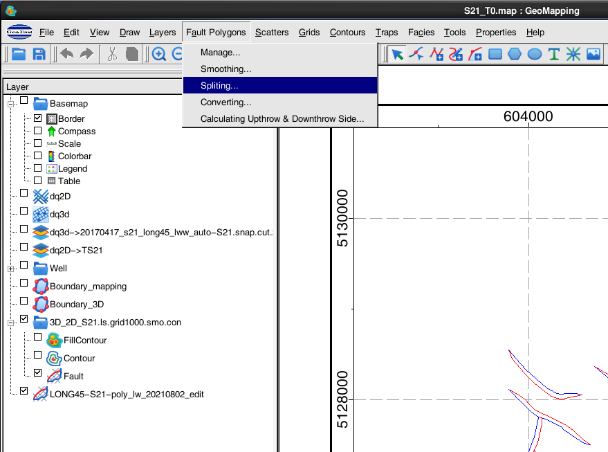 S21_T0.map : GeoMapping
File Edit View Draw Layers Fault Polygons Scatters Grids Contours Traps Facies Tools Properties Help
Manage...
Smoothing...
Spliting...
Converting...
Calculating Upthrow & Downthrow Side...
Layer
Basemap
Border
Compass
Scale
Colorbar
Legend
Table
dq2D
dq3d
dq3d->20170417_s21_long45_lww_auto-S21.snap.cut.
dq2D->TS21
Well
Boundary_mapping
Boundary_3D
3D_2D_S21.ls.grid1000.smo.con
FillContour
Contour
Fault
LONG45-S21-poly_lw_20210802_edit
604000
5130000
5128000